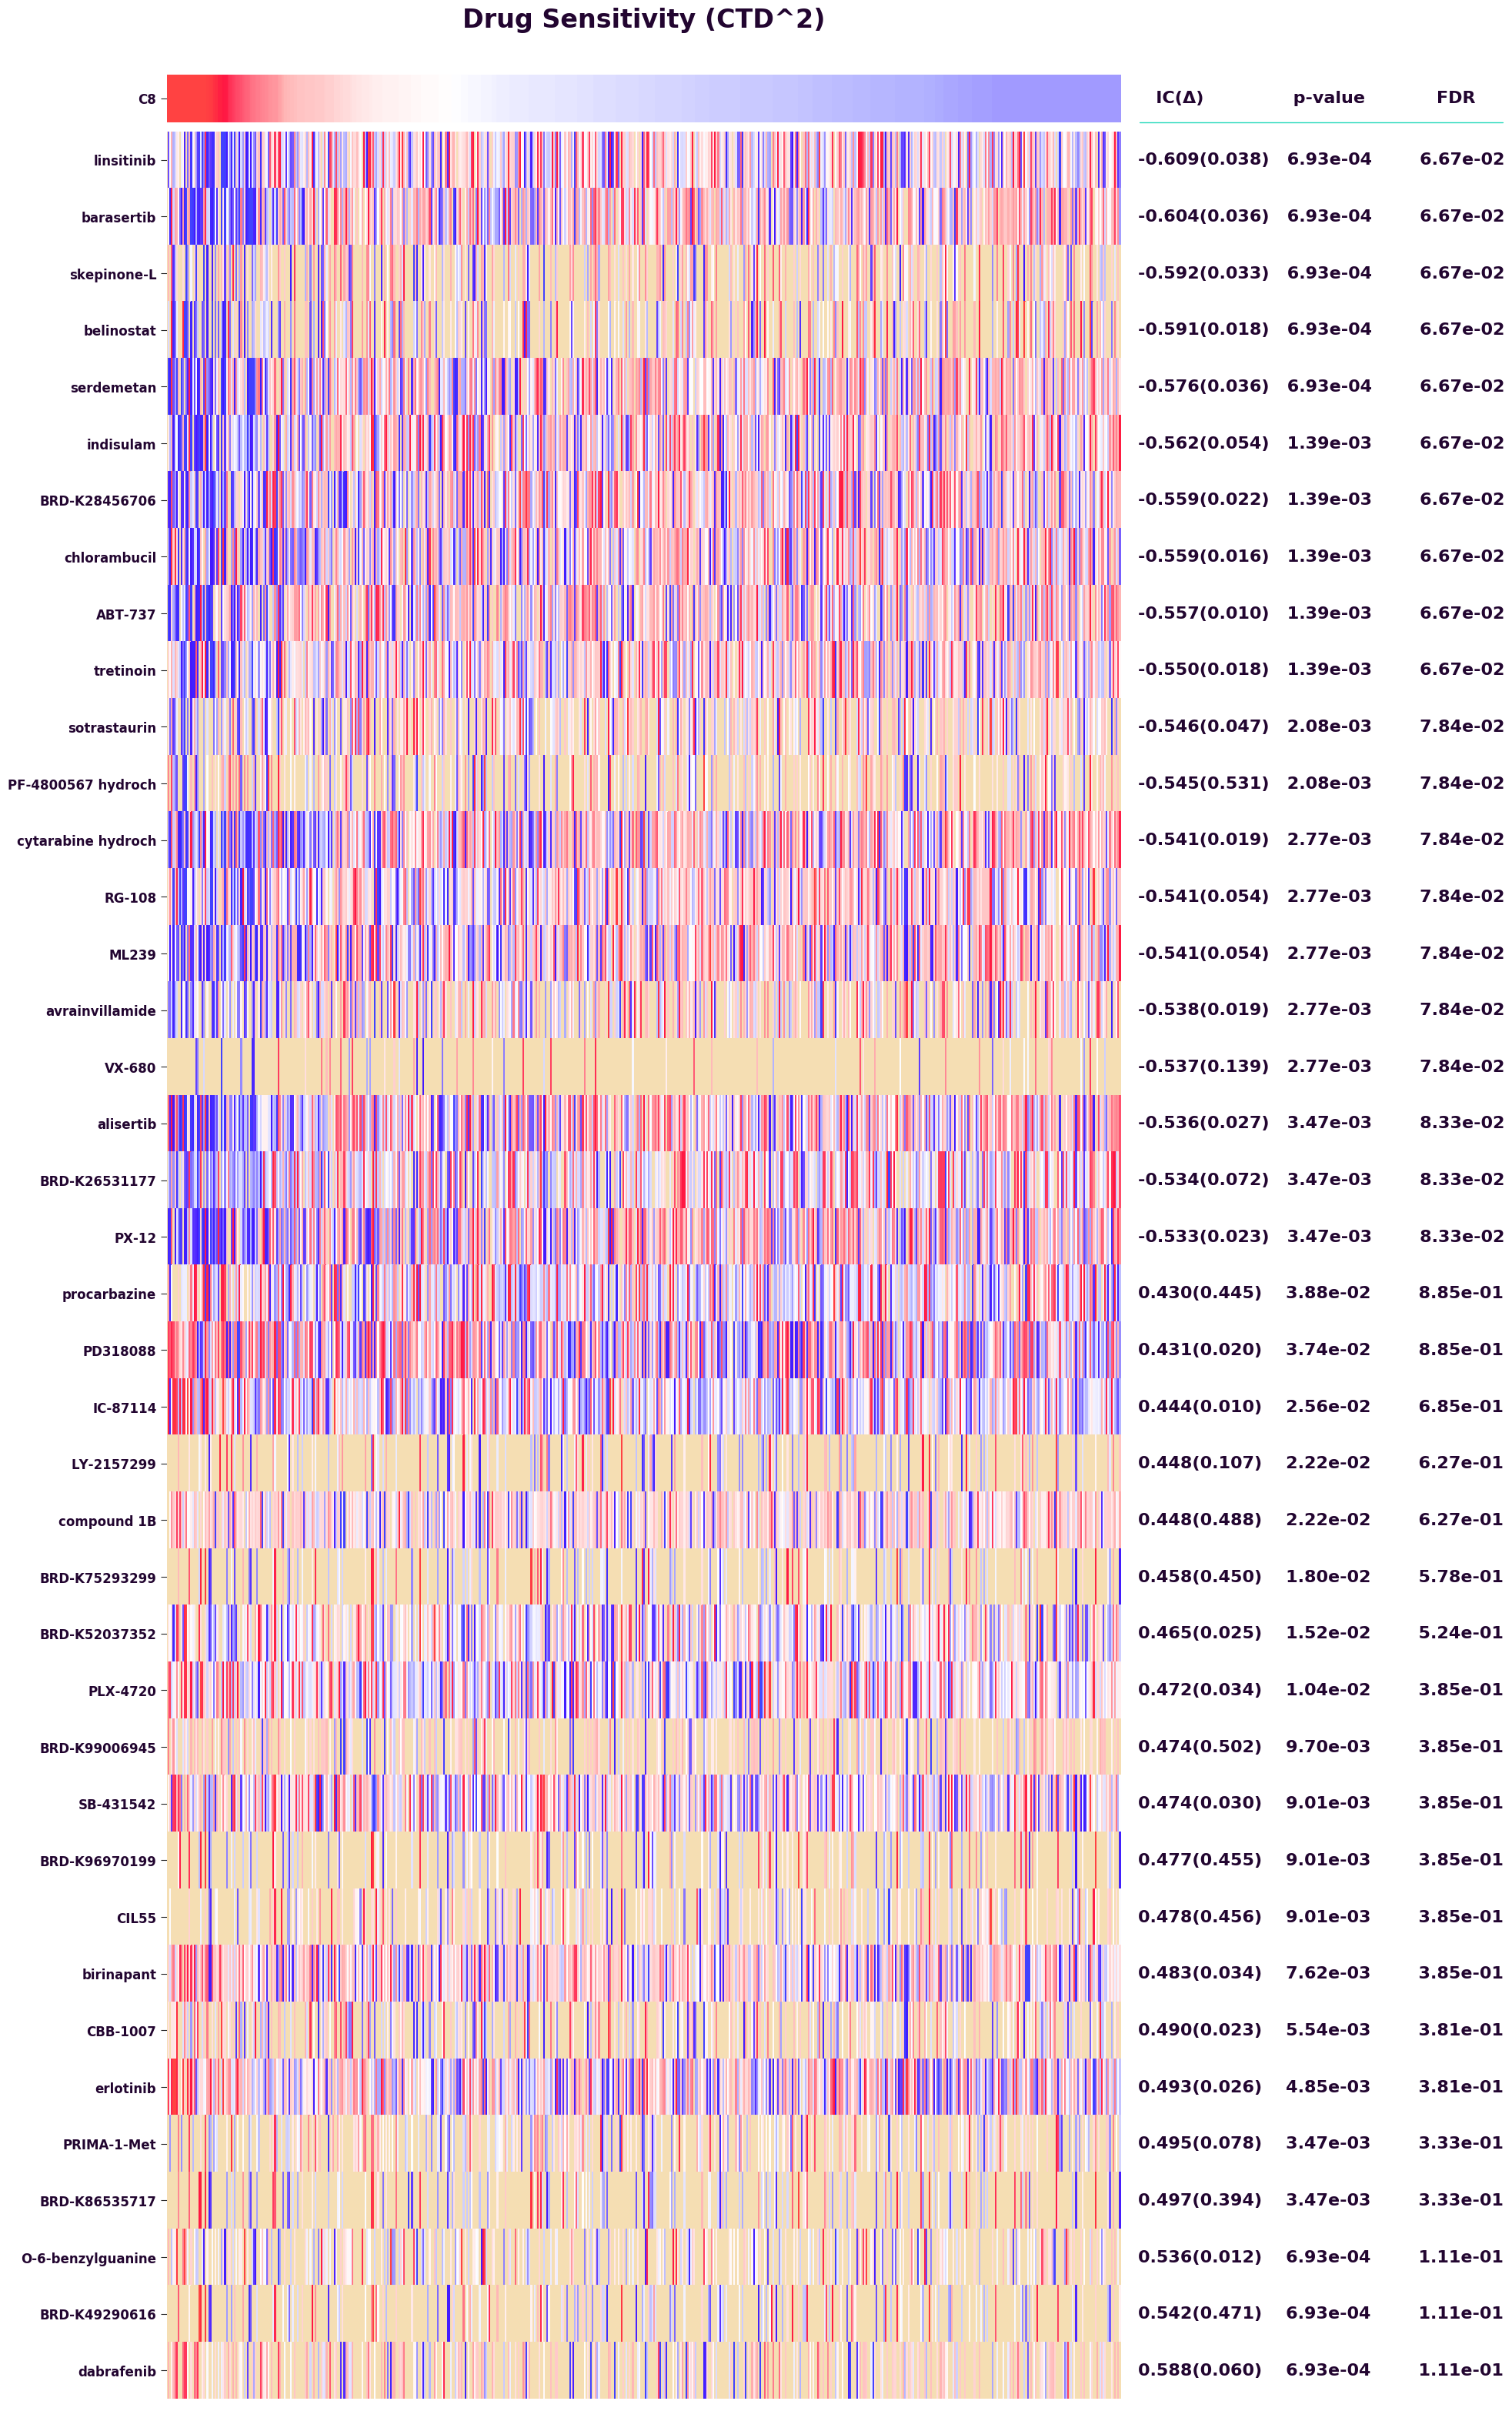 Drug Sensitivity (CTD^2)
C8 IC(Δ) p-value FDR
linsitinib -0.609(0.038) 6.93e-04 6.67e-02
barasertib -0.604(0.036) 6.93e-04 6.67e-02
skepinone-L -0.592(0.033) 6.93e-04 6.67e-02
belinostat -0.591(0.018) 6.93e-04 6.67e-02
serdemetan -0.576(0.036) 6.93e-04 6.67e-02
indisulam -0.562(0.054) 1.39e-03 6.67e-02
BRD-K28456706 -0.559(0.022) 1.39e-03 6.67e-02
chlorambucil -0.559(0.016) 1.39e-03 6.67e-02
ABT-737 -0.557(0.010) 1.39e-03 6.67e-02
tretinoin -0.550(0.018) 1.39e-03 6.67e-02
sotrastaurin -0.546(0.047) 2.08e-03 7.84e-02
PF-4800567 hydroch -0.545(0.531) 2.08e-03 7.84e-02
cytarabine hydroch -0.541(0.019) 2.77e-03 7.84e-02
RG-108 -0.541(0.054) 2.77e-03 7.84e-02
ML239 -0.541(0.054) 2.77e-03 7.84e-02
avrainvillamide -0.538(0.019) 2.77e-03 7.84e-02
VX-680 -0.537(0.139) 2.77e-03 7.84e-02
alisertib -0.536(0.027) 3.47e-03 8.33e-02
BRD-K26531177 -0.534(0.072) 3.47e-03 8.33e-02
PX-12 -0.533(0.023) 3.47e-03 8.33e-02
procarbazine 0.430(0.445) 3.88e-02 8.85e-01
PD318088 0.431(0.020) 3.74e-02 8.85e-01
IC-87114 0.444(0.010) 2.56e-02 6.85e-01
LY-2157299 0.448(0.107) 2.22e-02 6.27e-01
compound 1B 0.448(0.488) 2.22e-02 6.27e-01
BRD-K75293299 0.458(0.450) 1.80e-02 5.78e-01
BRD-K52037352 0.465(0.025) 1.52e-02 5.24e-01
PLX-4720 0.472(0.034) 1.04e-02 3.85e-01
BRD-K99006945 0.474(0.502) 9.70e-03 3.85e-01
SB-431542 0.474(0.030) 9.01e-03 3.85e-01
BRD-K96970199 0.477(0.455) 9.01e-03 3.85e-01
CIL55 0.478(0.456) 9.01e-03 3.85e-01
birinapant 0.483(0.034) 7.62e-03 3.85e-01
CBB-1007 0.490(0.023) 5.54e-03 3.81e-01
erlotinib 0.493(0.026) 4.85e-03 3.81e-01
PRIMA-1-Met 0.495(0.078) 3.47e-03 3.33e-01
BRD-K86535717 0.497(0.394) 3.47e-03 3.33e-01
O-6-benzylguanine 0.536(0.012) 6.93e-04 1.11e-01
BRD-K49290616 0.542(0.471) 6.93e-04 1.11e-01
dabrafenib 0.588(0.060) 6.93e-04 1.11e-01